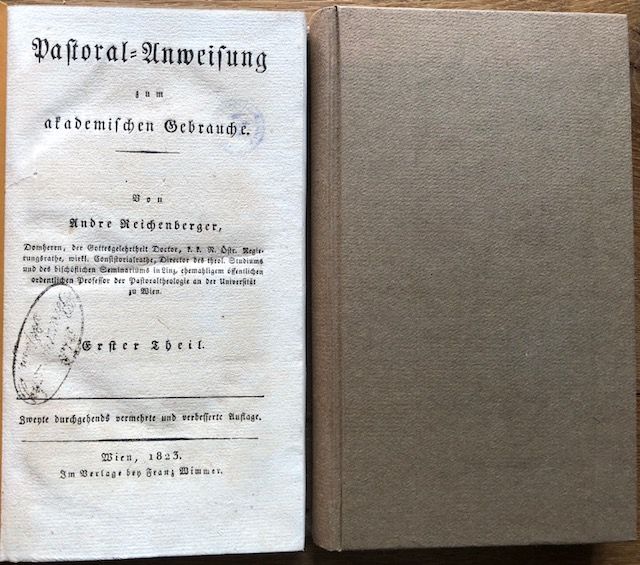 Pastoral-Anweisung
zum
akademischen Gebrauche.
Von
Andre Reichenberger,
Domherrn, der Gottesgelehrtheit Doctor, k. k. N. Östr. Regie-
rungsrathe, wirkl. Consistorialrathe, Director des theol. Studiums
und des bischöflichen Seminariums in Linz, ehemahligem öffentlichen
ordentlichen Professor der Pastoraltheologie an der Universität
zu Wien.
Erster Theil.
Zweyte durchgehends vermehrte und verbesserte Auflage.
Wien, 1823.
Im Verlage bey Franz Wimmer.